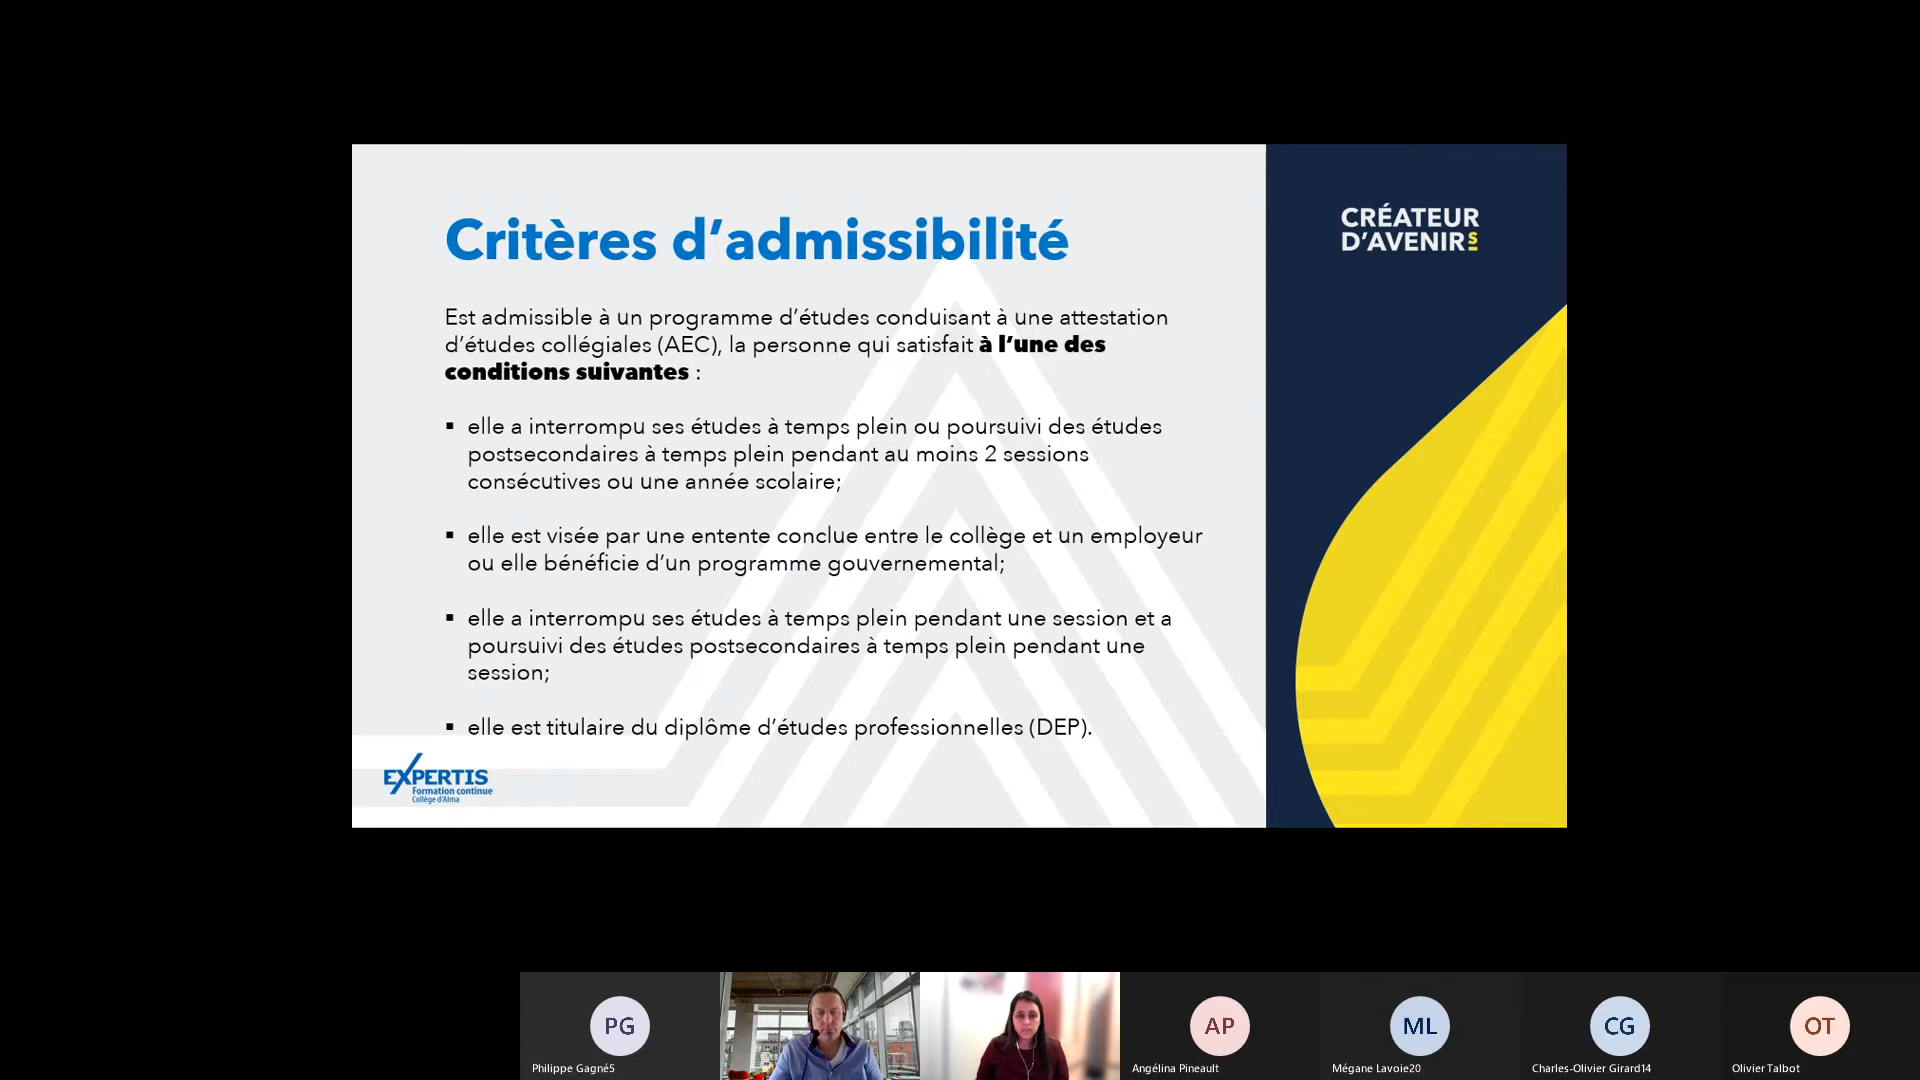 Critères d’admissibilité
CRÉATEUR
D’AVENIRS
Est admissible à un programme d’études conduisant à une attestation
d’études collégiales (AEC), la personne qui satisfait à l’une des
conditions suivantes :
▪ elle a interrompu ses études à temps plein ou poursuivi des études
postsecondaires à temps plein pendant au moins 2 sessions
consécutives ou une année scolaire;
▪ elle est visée par une entente conclue entre le collège et un employeur
ou elle bénéficie d’un programme gouvernemental;
▪ elle a interrompu ses études à temps plein pendant une session et a
poursuivi des études postsecondaires à temps plein pendant une
session;
▪ elle est titulaire du diplôme d’études professionnelles (DEP).
EXPERTIS
Formation continue
Collège d’Alma
PG
AP
ML
CG
OT
Philippe Gagné5
Angélina Pineault
Mégane Lavoie20
Charles-Olivier Girard14
Olivier Talbot